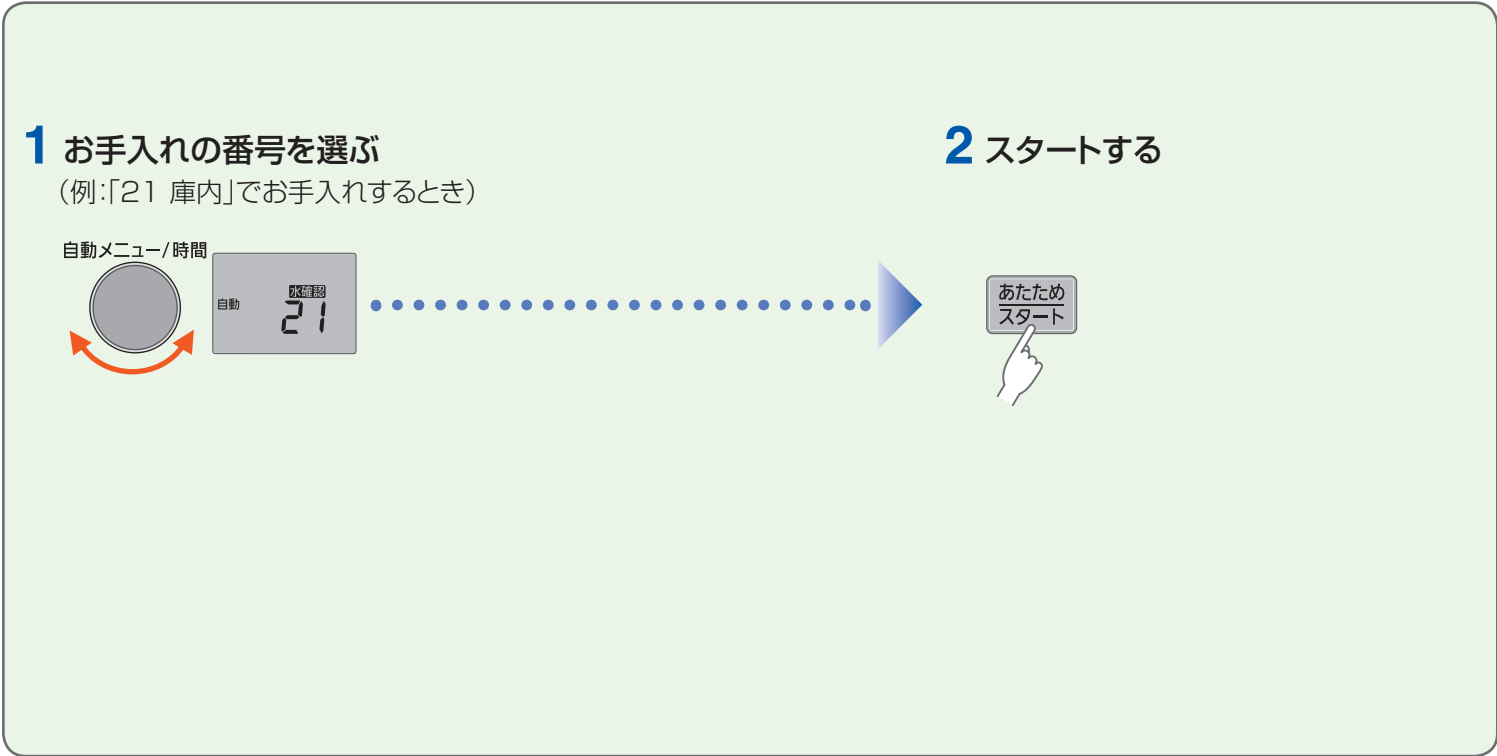 1 お手入れの番号を選ぶ
(例:「21 庫内」でお手入れするとき)
自動メニュー/時間
水確認
自動 21
2 スタートする
あたため
スタート